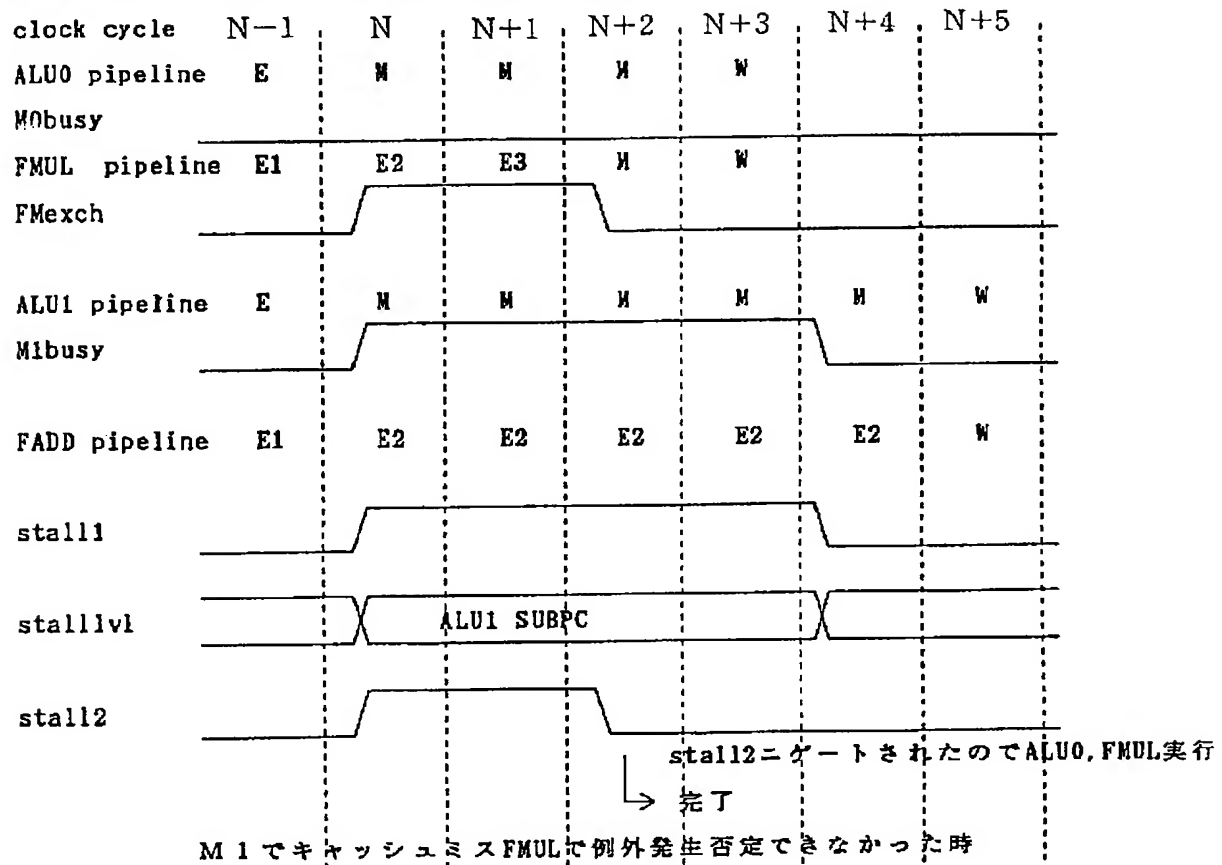 clock cycle N-1 N N+1 N+2 N+3 N+4 N+5
ALU0 pipeline E M M M W
M0busy
FMUL pipeline E1 E2 E3 M W
FMexch
ALU1 pipeline E M M M M M W
M1busy
FADD pipeline E1 E2 E2 E2 E2 E2 W
stall1
stalllvl ALU1 SUBPC
stall2
stall2ニゲートされたのでALU0,FMUL実行
完了
M1でキャッシュミスFMULで例外発生否定できなかった時